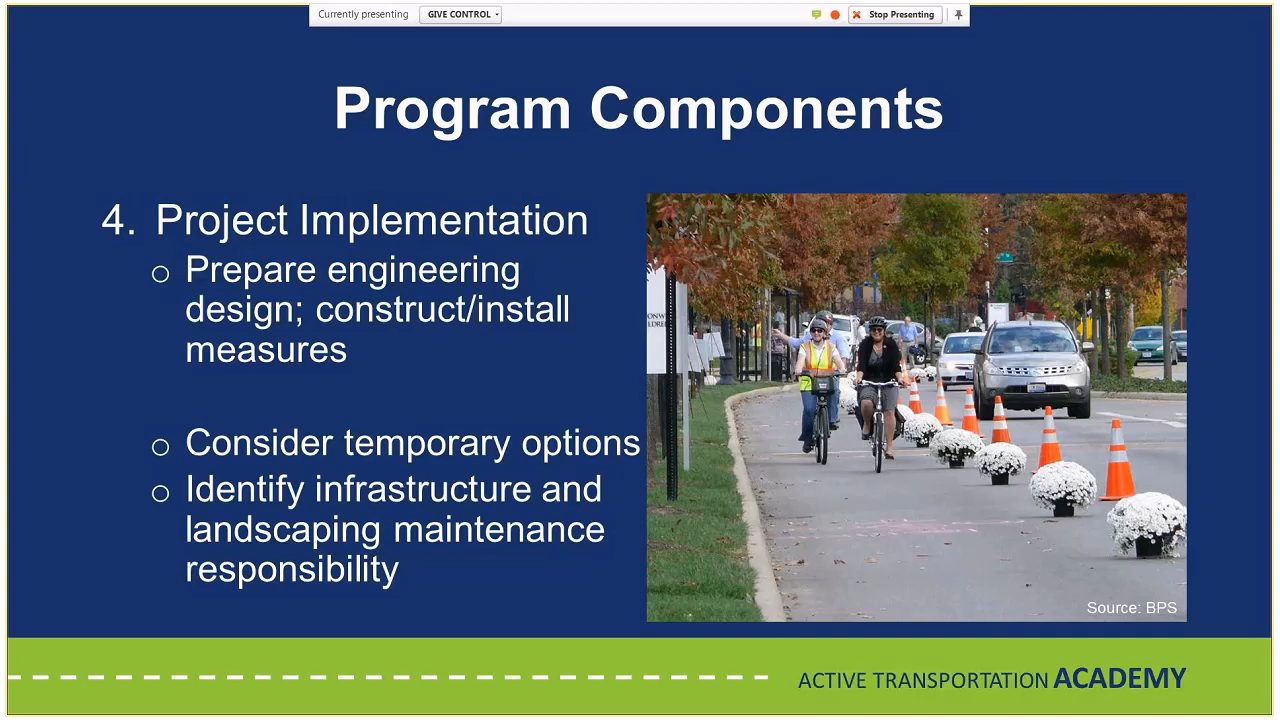 Currently presenting GIVE CONTROL Stop Presenting
Program Components
4. Project Implementation
o Prepare engineering
design; construct/install
measures
o Consider temporary options
o Identify infrastructure and
landscaping maintenance
responsibility
Source: BPS
ACTIVE TRANSPORTATION ACADEMY